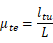 μ_te = l_tu / L